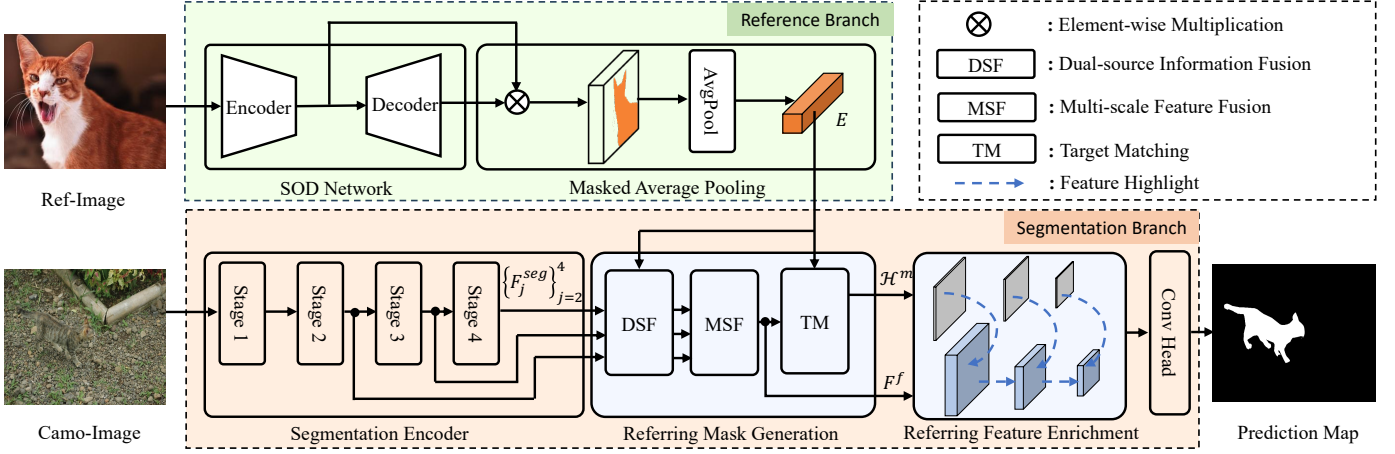 Reference Branch
Encoder
Decoder
AvgPool
E
SOD Network
Masked Average Pooling
Ref-Image
: Element-wise Multiplication
DSF : Dual-source Information Fusion
MSF : Multi-scale Feature Fusion
TM : Target Matching
: Feature Highlight
Segmentation Branch
Stage 1
Stage 2
Stage 3
Stage 4
{F_j^{seg}}_{j=2}^4
DSF
MSF
TM
ℋ^m
F^f
Conv Head
Camo-Image
Segmentation Encoder
Referring Mask Generation
Referring Feature Enrichment
Prediction Map